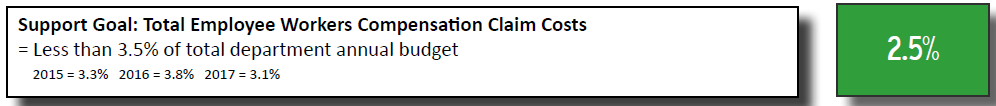 Support Goal: Total Employee Workers Compensation Claim Costs
= Less than 3.5% of total department annual budget
2015 = 3.3%   2016 = 3.8%   2017 = 3.1%
2.5%